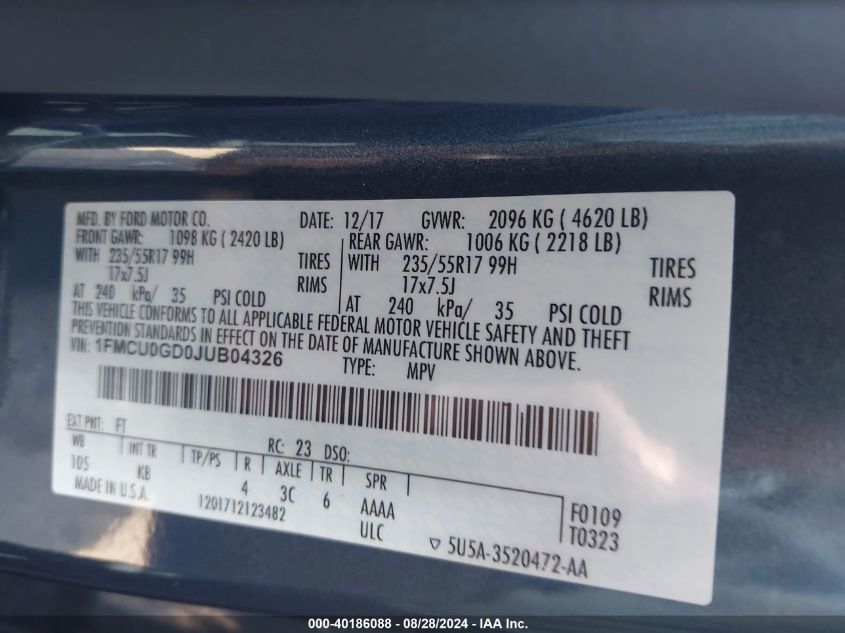 MFD. BY FORD MOTOR CO. DATE: 12/17 GVWR: 2096 KG ( 4620 LB)
FRONT GAWR: 1098 KG ( 2420 LB) REAR GAWR: 1006 KG ( 2218 LB)
WITH 235/55R17 99H TIRES WITH 235/55R17 99H TIRES
17x7.5J RIMS 17x7.5J RIMS
AT 240 kPa/ 35 PSI COLD AT 240 kPa/ 35 PSI COLD
THIS VEHICLE CONFORMS TO ALL APPLICABLE FEDERAL MOTOR VEHICLE SAFETY AND THEFT
PREVENTION STANDARDS IN EFFECT ON THE DATE OF MANUFACTURE SHOWN ABOVE.
VIN: 1FMCU0GD0JUB04326 TYPE: MPV
EXT PNT: FT RC: 23 DSO:
WB INT TR TP/PS R AXLE TR SPR
105 KB 4 3C 6 AAAA F0109
MADE IN U.S.A. 1201712123482 ULC T0323
▽ 5U5A-3520472-AA
000-40186088 - 08/28/2024 - IAA Inc.